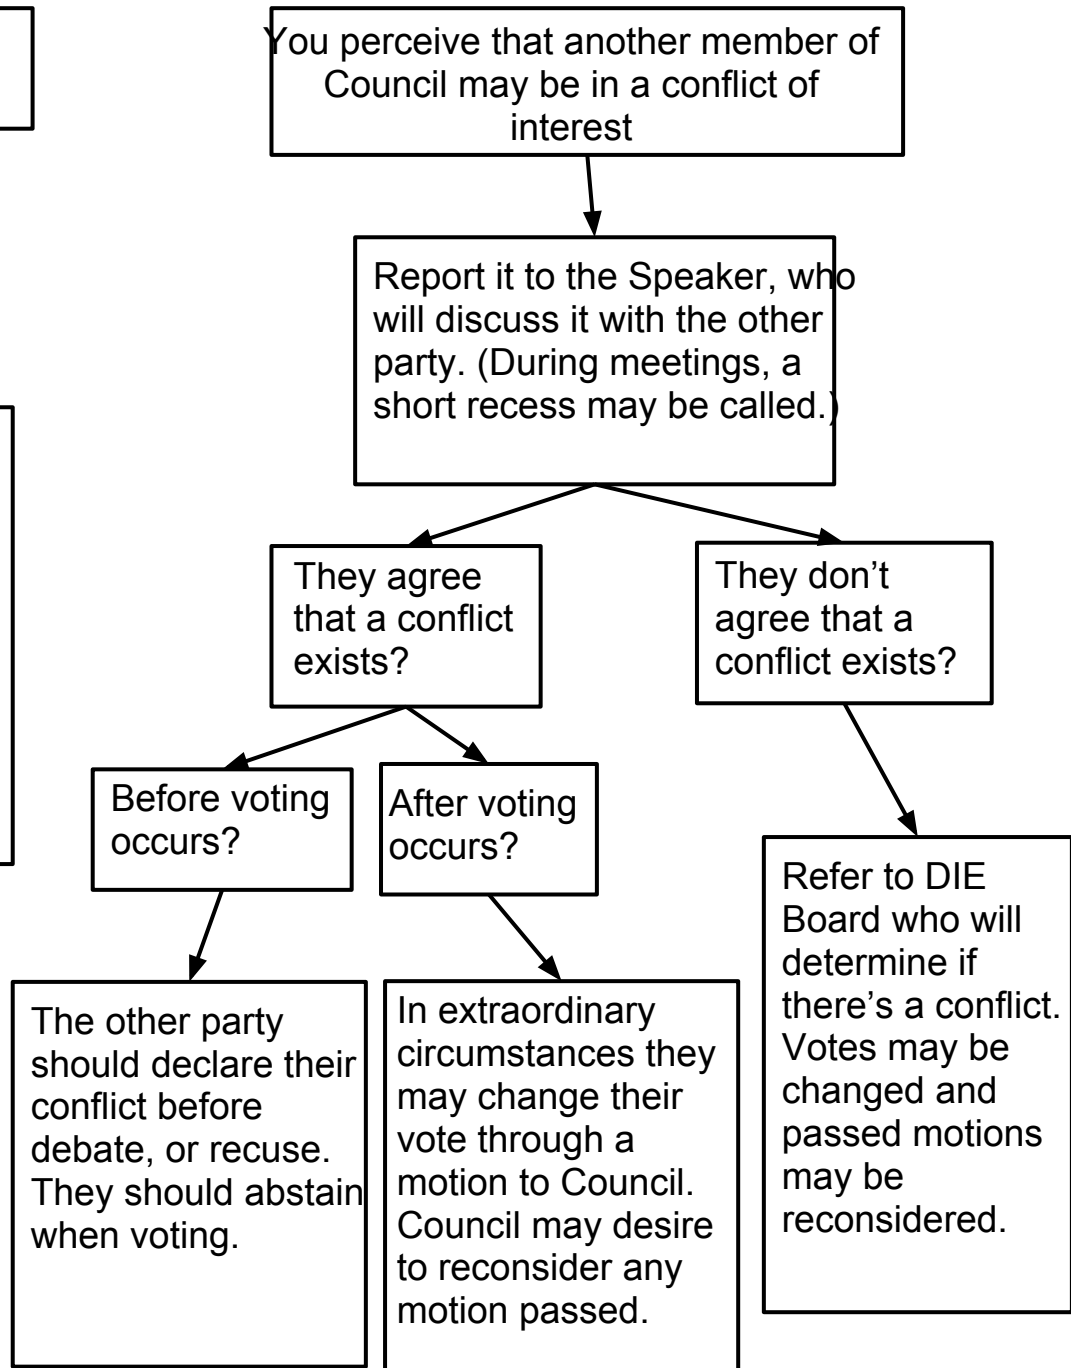 You perceive that another member of
Council may be in a conflict of
interest
Report it to the Speaker, who
will discuss it with the other
party. (During meetings, a
short recess may be called.)
They agree
that a conflict
exists?
They don’t
agree that a
conflict exists?
Before voting
occurs?
After voting
occurs?
Refer to DIE
Board who will
determine if
there’s a conflict.
Votes may be
changed and
passed motions
may be
reconsidered.
The other party
should declare their
conflict before
debate, or recuse.
They should abstain
when voting.
In extraordinary
circumstances they
may change their
vote through a
motion to Council.
Council may desire
to reconsider any
motion passed.